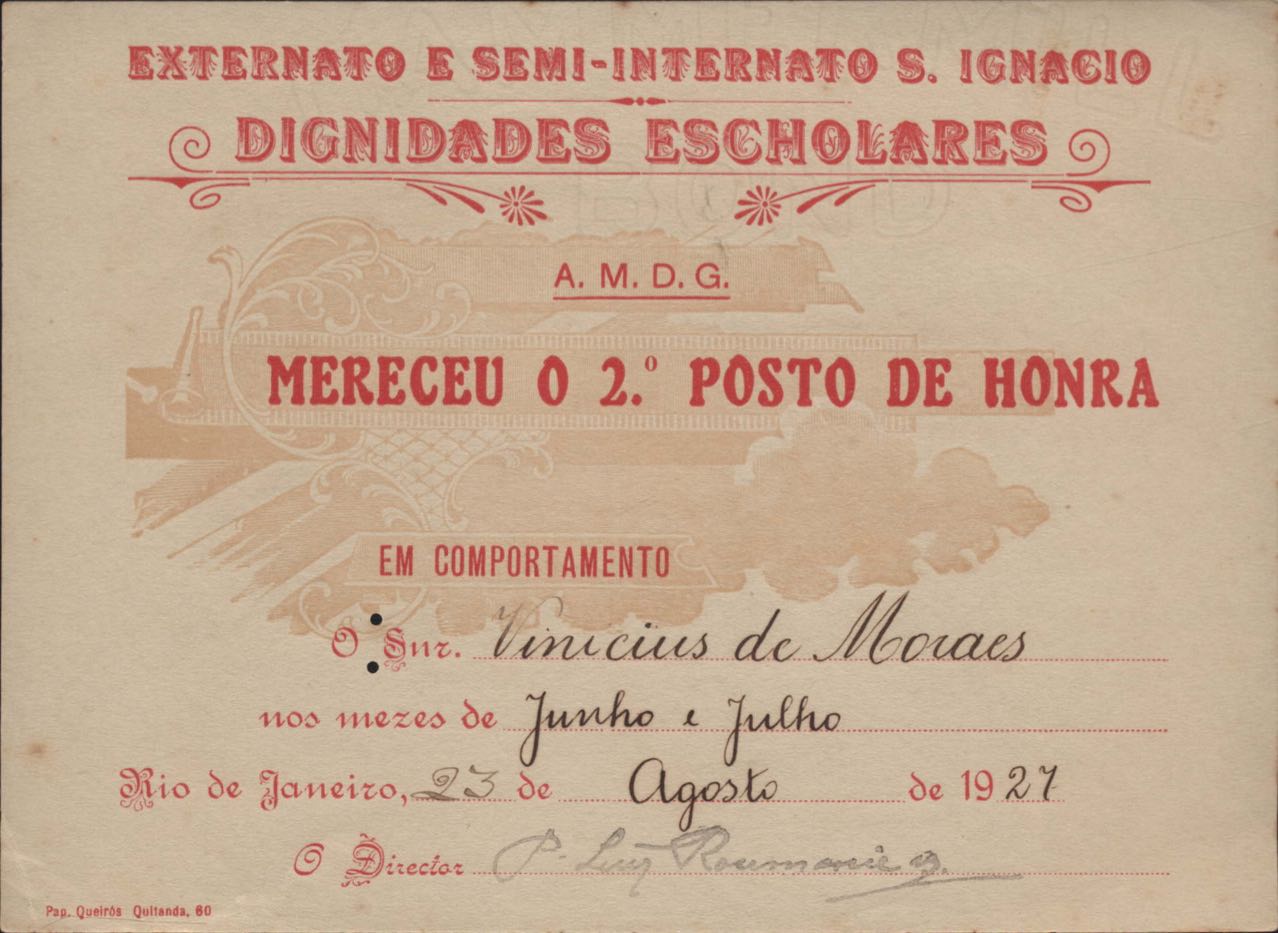 EXTERNATO E SEMI-INTERNATO S. IGNACIO
DIGNIDADES ESCHOLARES
A. M. D. G.
MERECEU O 2.º POSTO DE HONRA
EM COMPORTAMENTO
O Snr. Vinicius de Moraes
nos mezes de Junho e Julho
Rio de Janeiro, 23 de Agosto de 1927
O Director P. Luiz
Pap. Queirós Quitanda, 60